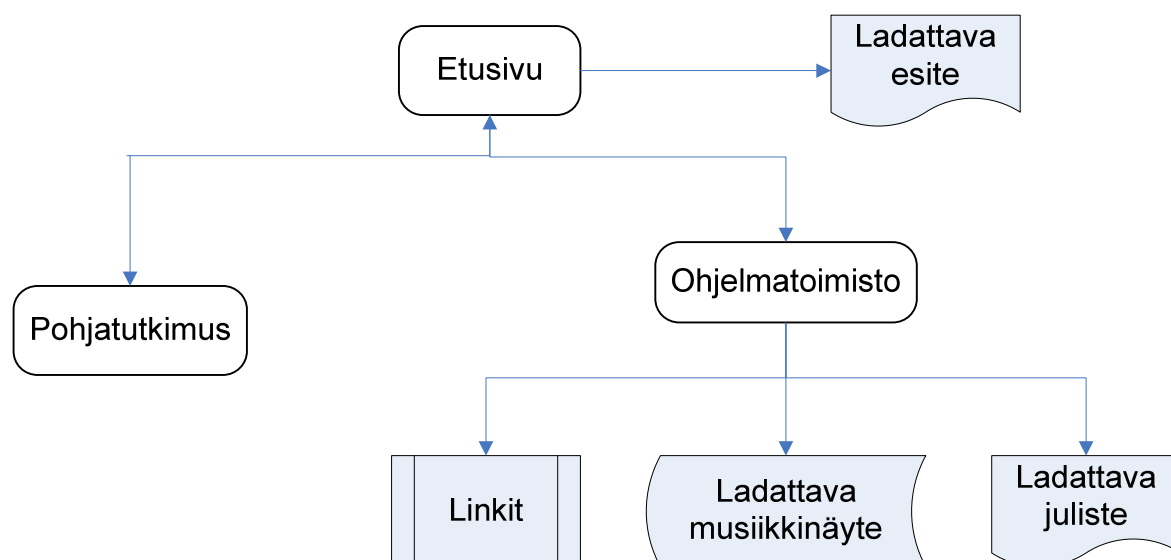 Etusivu
Ladattava
esite
Ohjelmatoimisto
Pohjatutkimus
Linkit
Ladattava
musiikkinäyte
Ladattava
juliste